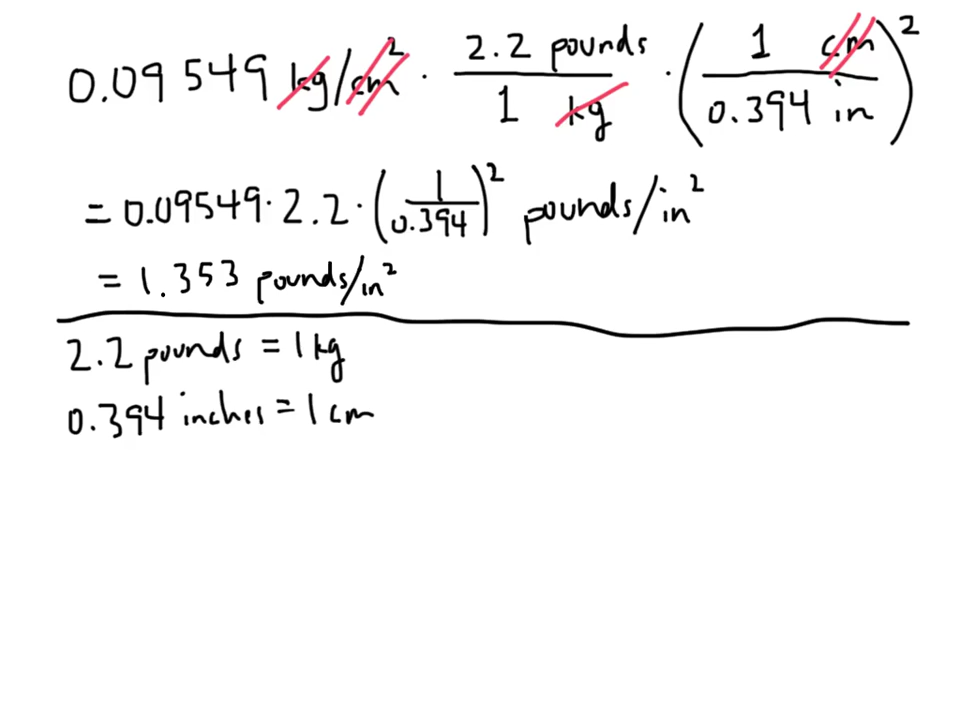 0.09549 kg/cm² · 2.2 pounds / 1 kg · (1 cm / 0.394 in)²
= 0.09549 · 2.2 · (1 / 0.394)² pounds/in²
= 1.353 pounds/in²
2.2 pounds = 1 kg
0.394 inches = 1 cm